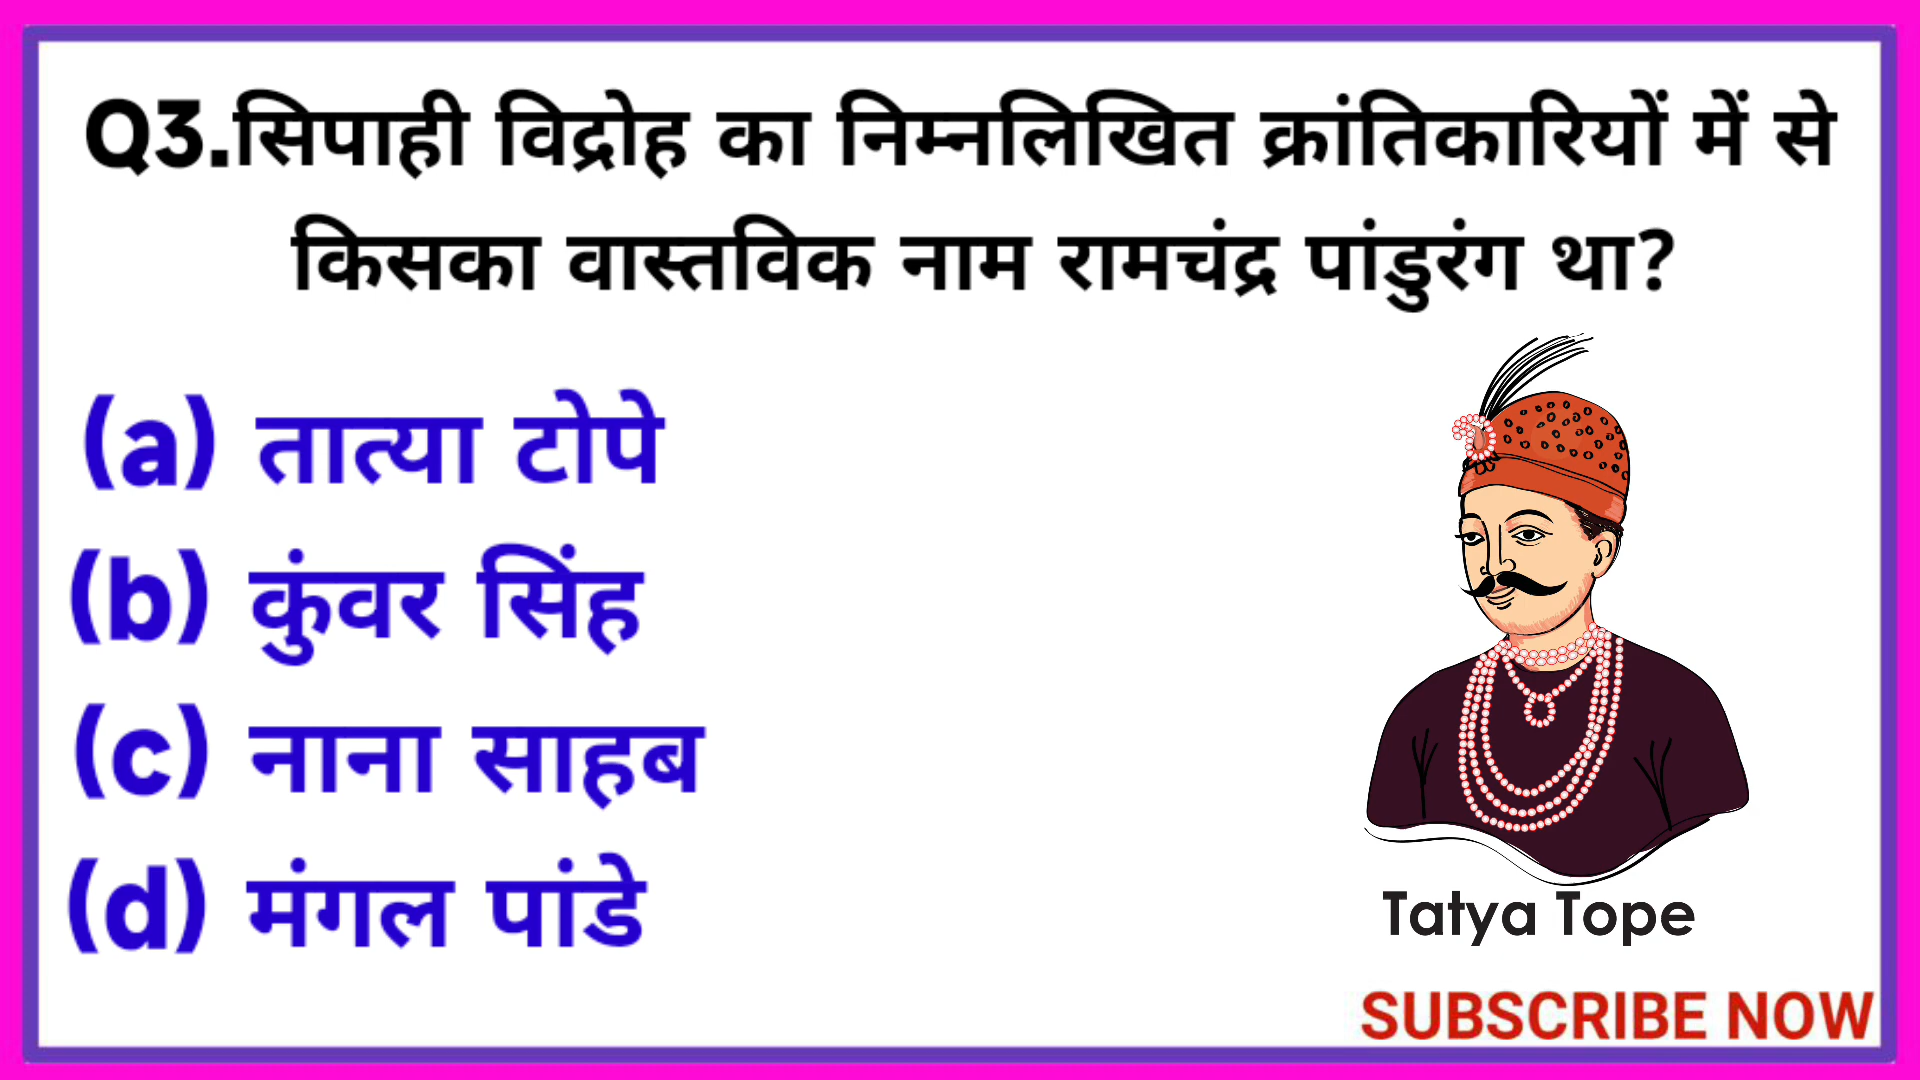 Q3.सिपाही विद्रोह का निम्नलिखित क्रांतिकारियों में से
किसका वास्तविक नाम रामचंद्र पांडुरंग था?
(a) तात्या टोपे
(b) कुंवर सिंह
(c) नाना साहब
(d) मंगल पांडे
Tatya Tope
SUBSCRIBE NOW